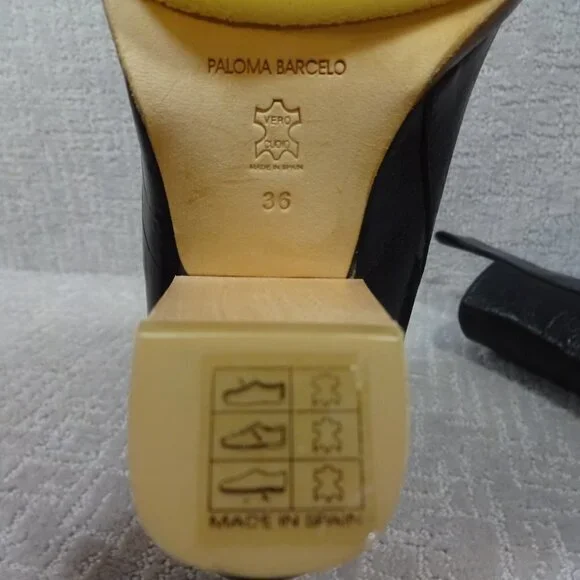 PALOMA BARCELO
VERO
CUOIO
MADE IN SPAIN
36
MADE IN SPAIN